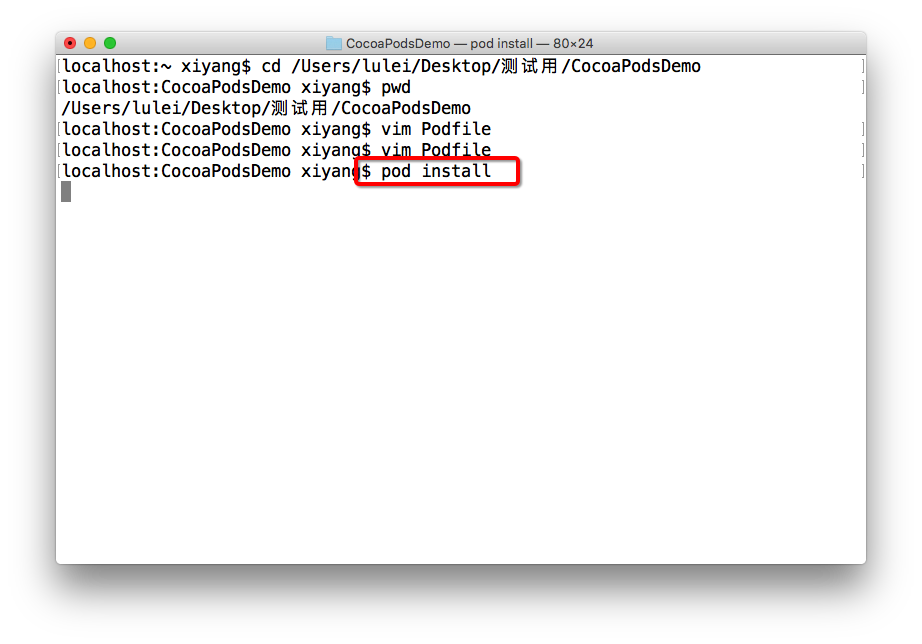 CocoaPodsDemo — pod install — 80×24
[localhost:~ xiyang$ cd /Users/lulei/Desktop/测试用/CocoaPodsDemo ]
[localhost:CocoaPodsDemo xiyang$ pwd ]
/Users/lulei/Desktop/测试用/CocoaPodsDemo
[localhost:CocoaPodsDemo xiyang$ vim Podfile ]
[localhost:CocoaPodsDemo xiyang$ vim Podfile ]
[localhost:CocoaPodsDemo xiyang$ pod install ]